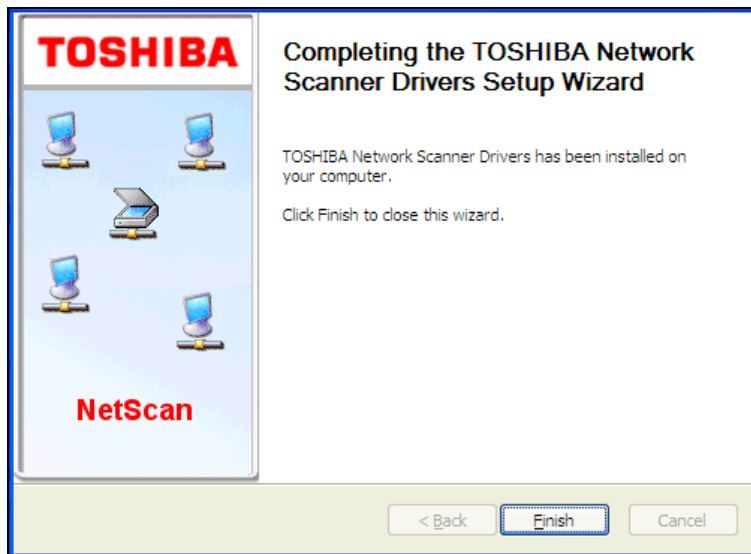 TOSHIBA
NetScan
Completing the TOSHIBA Network
Scanner Drivers Setup Wizard
TOSHIBA Network Scanner Drivers has been installed on
your computer.
Click Finish to close this wizard.
< Back
Finish
Cancel